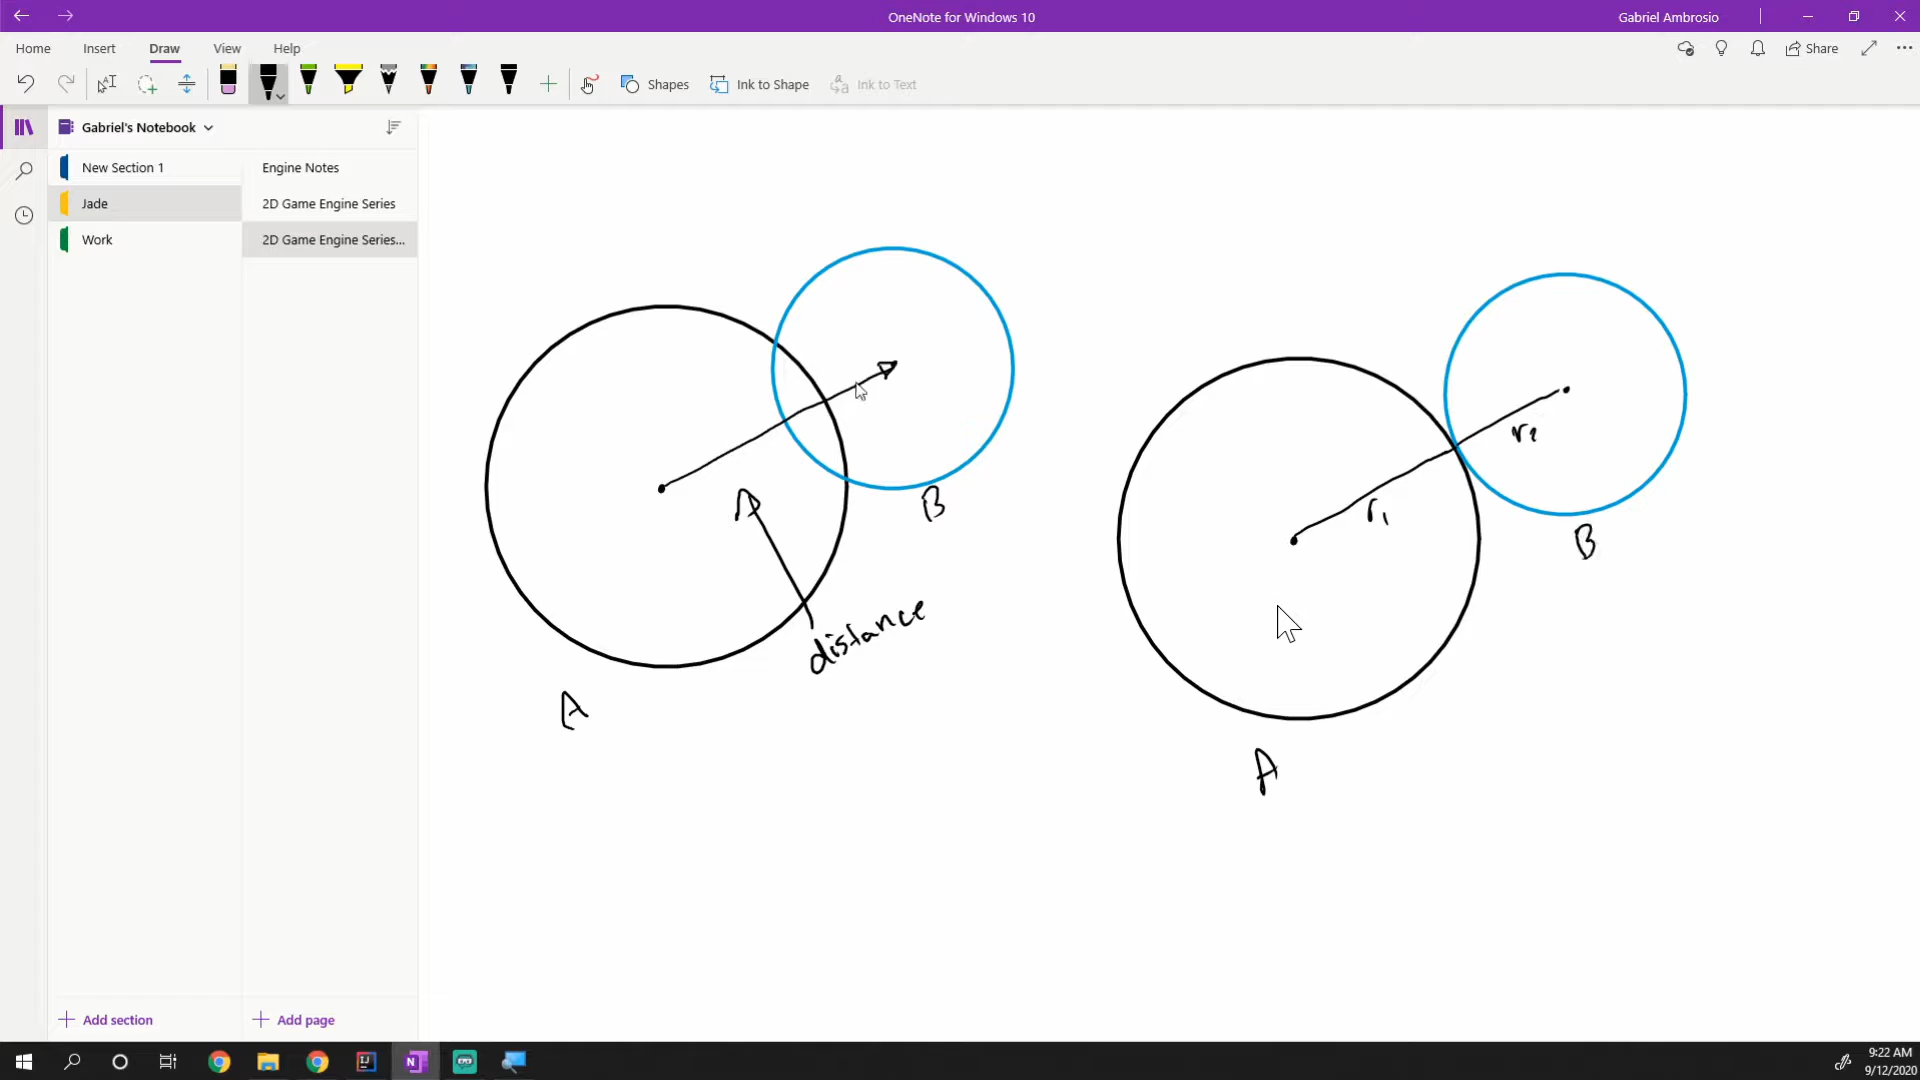 OneNote for Windows 10
Gabriel Ambrosio
Home Insert Draw View Help
Share
Shapes
Ink to Shape
Ink to Text
Gabriel's Notebook
New Section 1
Jade
Work
Engine Notes
2D Game Engine Series
2D Game Engine Series...
B
distance
A
r2
r1
B
A
Add section
Add page
9:22 AM
9/12/2020